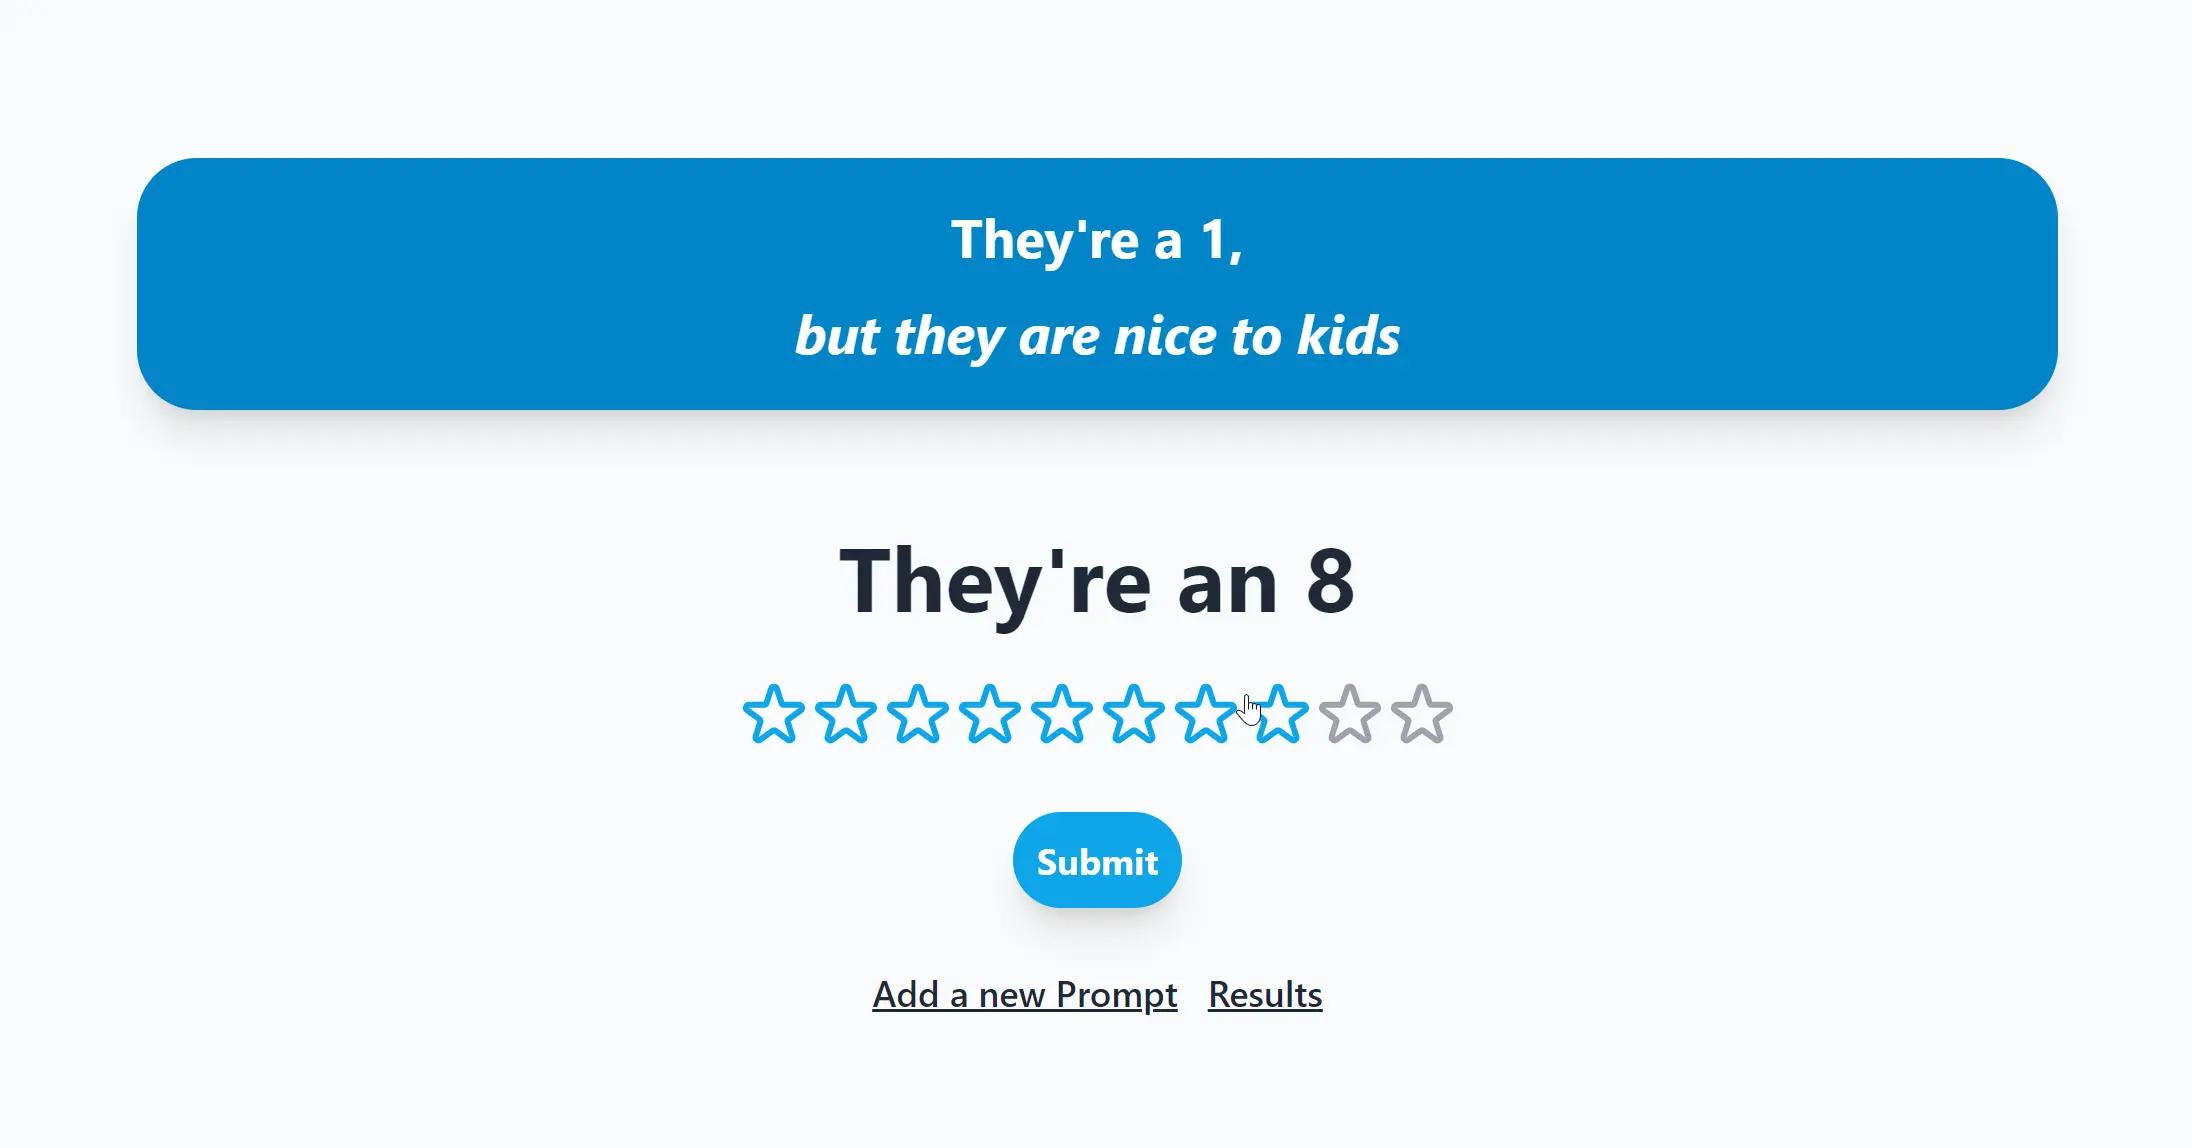 They're a 1,
but they are nice to kids
They're an 8
Submit
Add a new Prompt Results